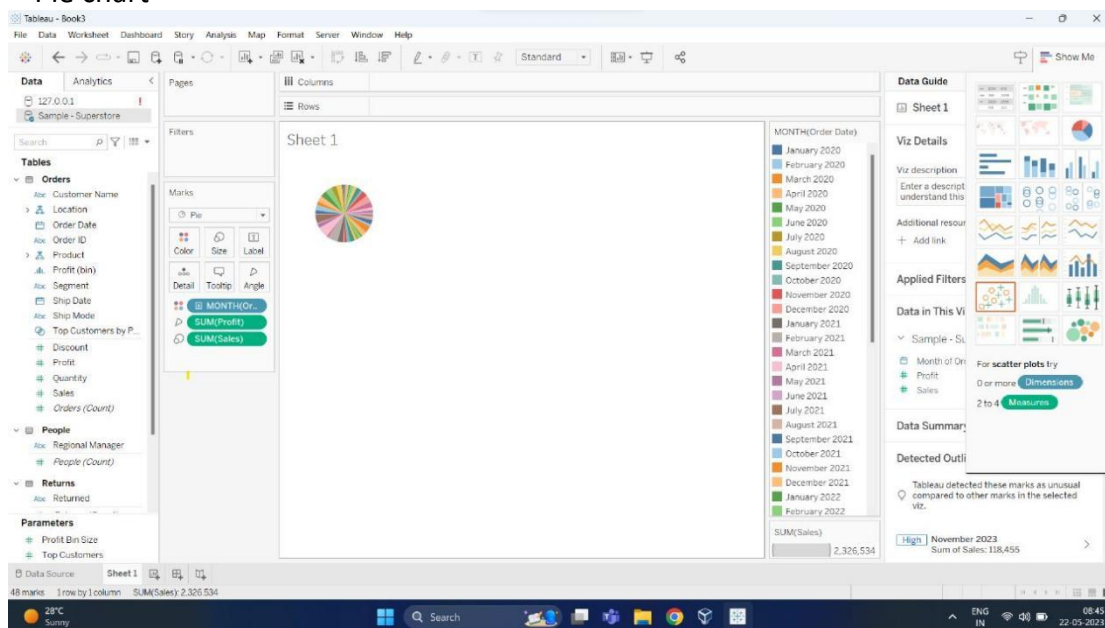 Pie chart
Tableau - Book3
File Data Worksheet Dashboard Story Analysis Map Format Server Window Help
Standard
Show Me
Data Analytics
127.0.0.1
Sample - Superstore
Search
Tables
Orders
Abc Customer Name
Location
Order Date
Abc Order ID
Product
Profit (bin)
Abc Segment
Ship Date
Abc Ship Mode
Top Customers by P...
Discount
Profit
Quantity
Sales
Orders (Count)
People
Abc Regional Manager
People (Count)
Returns
Abc Returned
Parameters
Profit Bin Size
Top Customers
Pages
Filters
Marks
Pie
Color Size Label
Detail Tooltip Angle
MONTH(Or..
SUM(Profit)
SUM(Sales)
Columns
Rows
Sheet 1
MONTH(Order Date)
January 2020
February 2020
March 2020
April 2020
May 2020
June 2020
July 2020
August 2020
September 2020
October 2020
November 2020
December 2020
January 2021
February 2021
March 2021
April 2021
May 2021
June 2021
July 2021
August 2021
September 2021
October 2021
November 2021
December 2021
January 2022
February 2022
SUM(Sales)
2,326,534
Data Guide
Sheet 1
Viz Details
Viz description
Enter a descript
understand this
Additional resour
+ Add link
Applied Filters
Data in This Vi
Sample - Su
Month of Ord
Profit
Sales
Data Summary
Detected Outli
Tableau detected these marks as unusual
compared to other marks in the selected
viz.
High November 2023
Sum of Sales: 118,455
For scatter plots try
0 or more Dimensions
2 to 4 Measures
Data Source Sheet 1
48 marks 1 row by 1 column SUM(Sales): 2,326,534
28°C
Sunny
Search
ENG
IN
08:45
22-05-2023